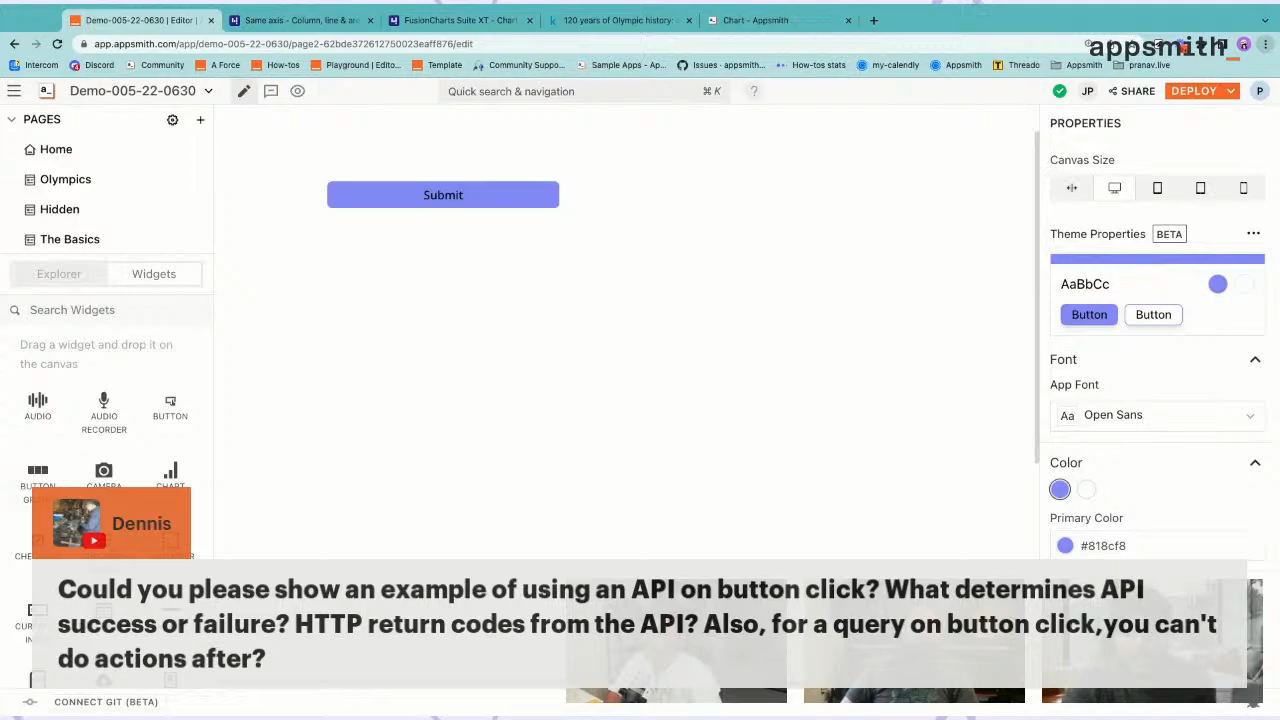 Demo-005-22-0630 | Editor |
Same axis - Column, line & are
FusionCharts Suite XT - Chart
120 years of Olympic history:
Chart - Appsmith
app.appsmith.com/app/demo-005-22-0630/page2-62bde372612750023eaff876/edit
appsmith_
Intercom
Discord
Community
A Force
How-tos
Playground | Edito...
Template
Community Suppo...
Sample Apps - Ap...
Issues · appsmith...
How-tos stats
my-calendly
Appsmith
Threado
Appsmith
pranav.live
a_
Demo-005-22-0630
Quick search & navigation
⌘ K
?
JP
SHARE
DEPLOY
P
PAGES
Home
Olympics
Hidden
The Basics
Explorer
Widgets
Search Widgets
Drag a widget and drop it on
the canvas
AUDIO
AUDIO
RECORDER
BUTTON
CAMERA
CHART
Submit
PROPERTIES
Canvas Size
Theme Properties
BETA
AaBbCc
Button
Button
Font
App Font
Aa
Open Sans
Color
Primary Color
#818cf8
Dennis
Could you please show an example of using an API on button click? What determines API
success or failure? HTTP return codes from the API? Also, for a query on button click,you can't
do actions after?
CONNECT GIT (BETA)